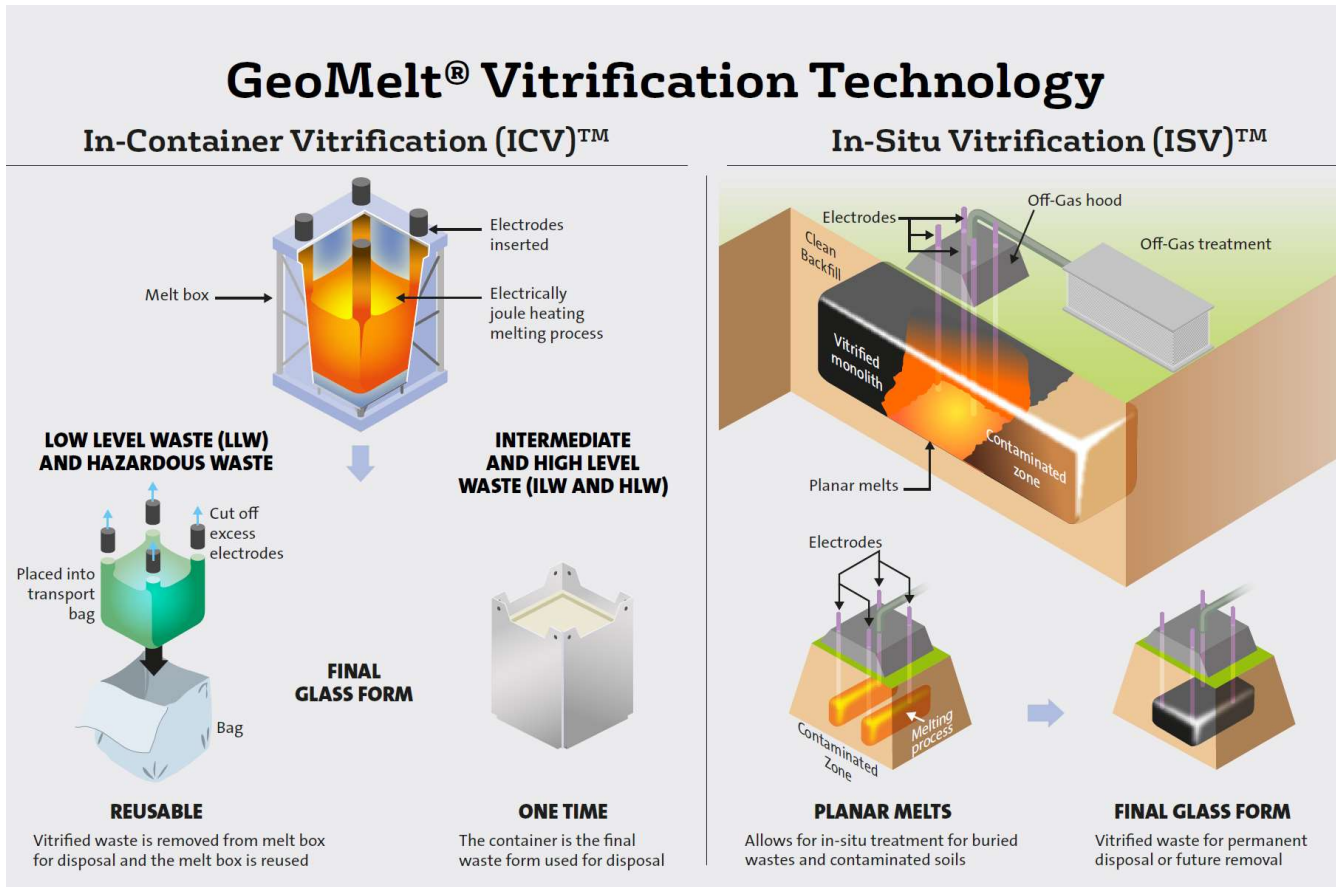 GeoMelt® Vitrification Technology
In-Container Vitrification (ICV)™
Electrodes
inserted
Melt box
Electrically
joule heating
melting process
LOW LEVEL WASTE (LLW)
AND HAZARDOUS WASTE
INTERMEDIATE
AND HIGH LEVEL
WASTE (ILW AND HLW)
Cut off
excess
electrodes
Placed into
transport
bag
FINAL
GLASS FORM
Bag
REUSABLE
Vitrified waste is removed from melt box
for disposal and the melt box is reused
ONE TIME
The container is the final
waste form used for disposal
In-Situ Vitrification (ISV)™
Off-Gas hood
Electrodes
Clean
Backfill
Off-Gas treatment
Vitrified
monolith
Contaminated
zone
Planar melts
Electrodes
Melting
process
Contaminated
Zone
PLANAR MELTS
Allows for in-situ treatment for buried
wastes and contaminated soils
FINAL GLASS FORM
Vitrified waste for permanent
disposal or future removal